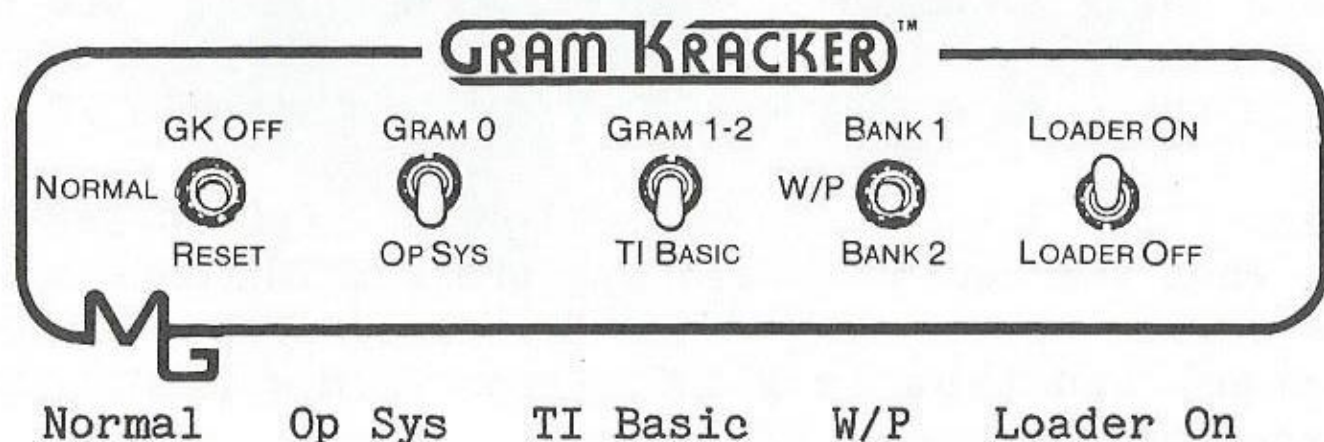 GRAM KRACKER™
GK OFF GRAM 0 GRAM 1-2 BANK 1 LOADER ON
NORMAL W/P
RESET OP SYS TI BASIC BANK 2 LOADER OFF
MG
Normal Op Sys TI Basic W/P Loader On